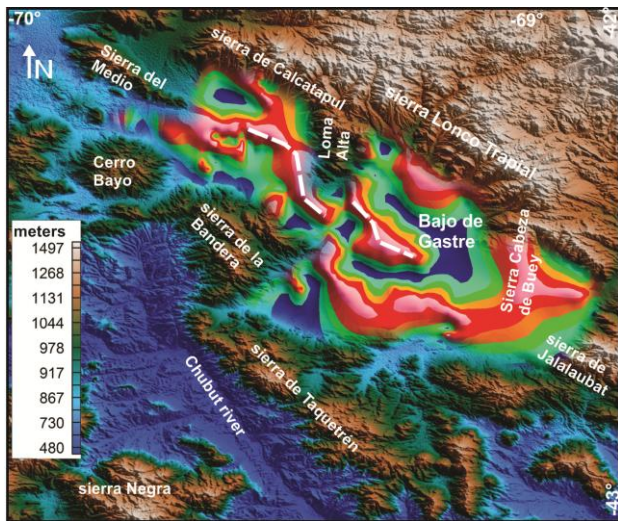 -70°
-69°
-42°
N
Sierra del
Medio
sierra de Calcatapul
sierra Lonco Trapial
Loma
Alta
Cerro
Bayo
sierra de la
Bandera
Bajo de
Gastre
Sierra Cabeza
de Buey
sierra de
Jalalaubat
meters
1497
1268
1131
1044
978
917
867
730
480
Chubut river
sierra de Taquetrén
sierra Negra
-43°